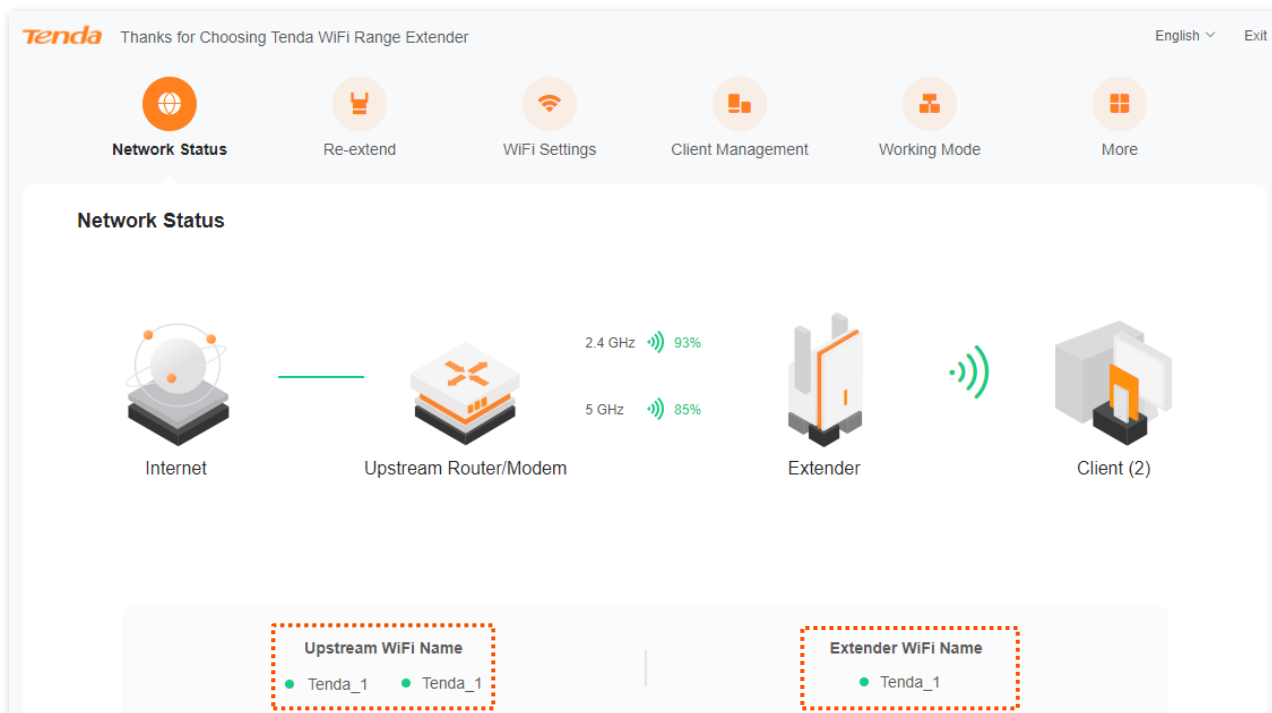 Tenda Thanks for Choosing Tenda WiFi Range Extender English Exit
Network Status Re-extend WiFi Settings Client Management Working Mode More
Network Status
2.4 GHz 93%
5 GHz 85%
Internet Upstream Router/Modem Extender Client (2)
Upstream WiFi Name Extender WiFi Name
Tenda_1 Tenda_1 Tenda_1